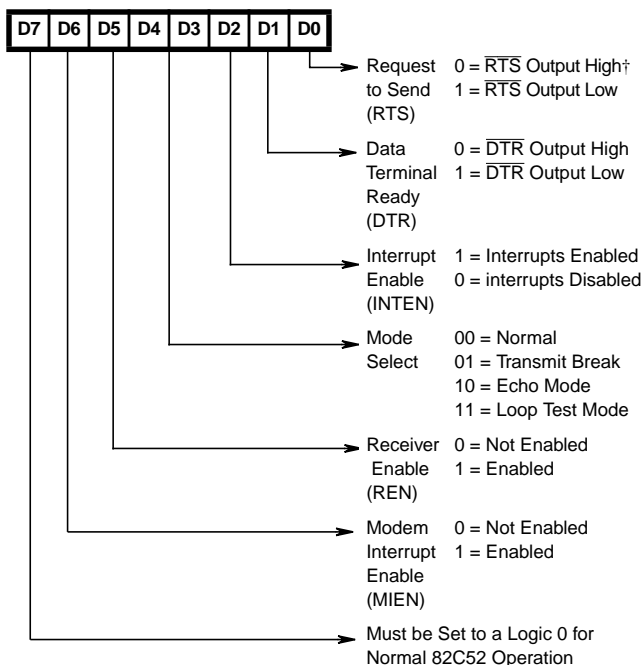 D7 D6 D5 D4 D3 D2 D1 D0
Request 0 = R̅T̅S̅ Output High†
to Send 1 = R̅T̅S̅ Output Low
(RTS)
Data 0 = D̅T̅R̅ Output High
Terminal 1 = D̅T̅R̅ Output Low
Ready
(DTR)
Interrupt 1 = Interrupts Enabled
Enable 0 = interrupts Disabled
(INTEN)
Mode 00 = Normal
Select 01 = Transmit Break
10 = Echo Mode
11 = Loop Test Mode
Receiver 0 = Not Enabled
Enable 1 = Enabled
(REN)
Modem 0 = Not Enabled
Interrupt 1 = Enabled
Enable
(MIEN)
Must be Set to a Logic 0 for
Normal 82C52 Operation